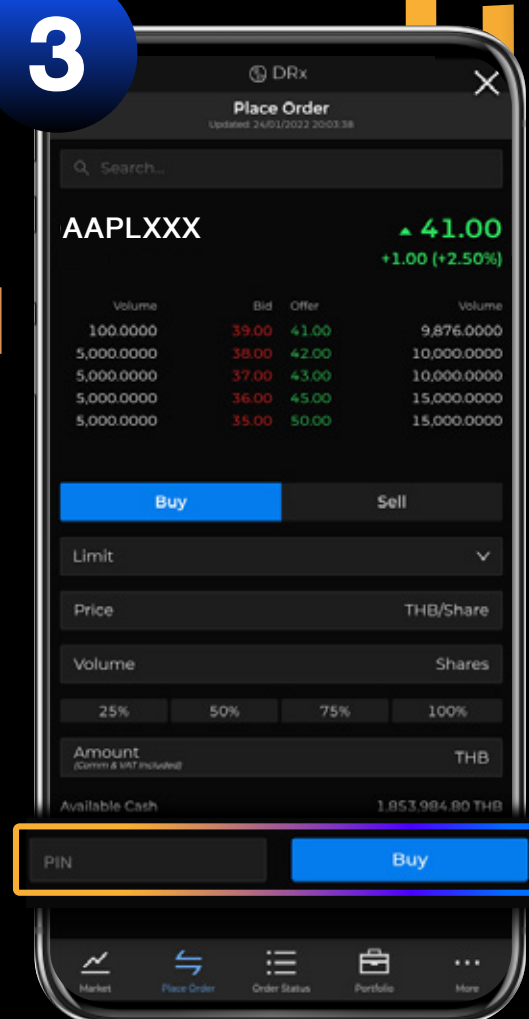 3
DRx
Place Order
Updated: 24/01/2022 20:03:38
Search...
AAPLXXX
41.00
+1.00 (+2.50%)
Volume Bid Offer Volume
100.0000 39.00 41.00 9,876.0000
5,000.0000 38.00 42.00 10,000.0000
5,000.0000 37.00 43.00 10,000.0000
5,000.0000 36.00 45.00 15,000.0000
5,000.0000 35.00 50.00 15,000.0000
Buy Sell
Limit
Price THB/Share
Volume Shares
25% 50% 75% 100%
Amount THB
(Comm & VAT Included)
Available Cash 1,853,984.80 THB
PIN Buy
Market Place Order Order Status Portfolio More